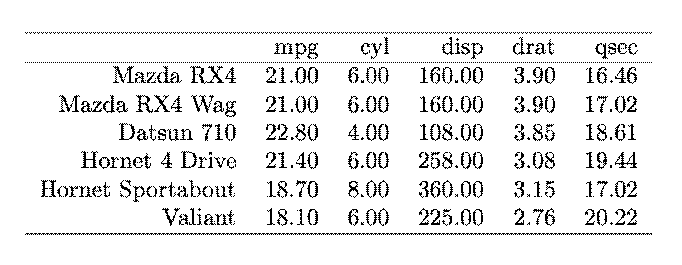 mpg cyl disp drat qsec
Mazda RX4 21.00 6.00 160.00 3.90 16.46
Mazda RX4 Wag 21.00 6.00 160.00 3.90 17.02
Datsun 710 22.80 4.00 108.00 3.85 18.61
Hornet 4 Drive 21.40 6.00 258.00 3.08 19.44
Hornet Sportabout 18.70 8.00 360.00 3.15 17.02
Valiant 18.10 6.00 225.00 2.76 20.22